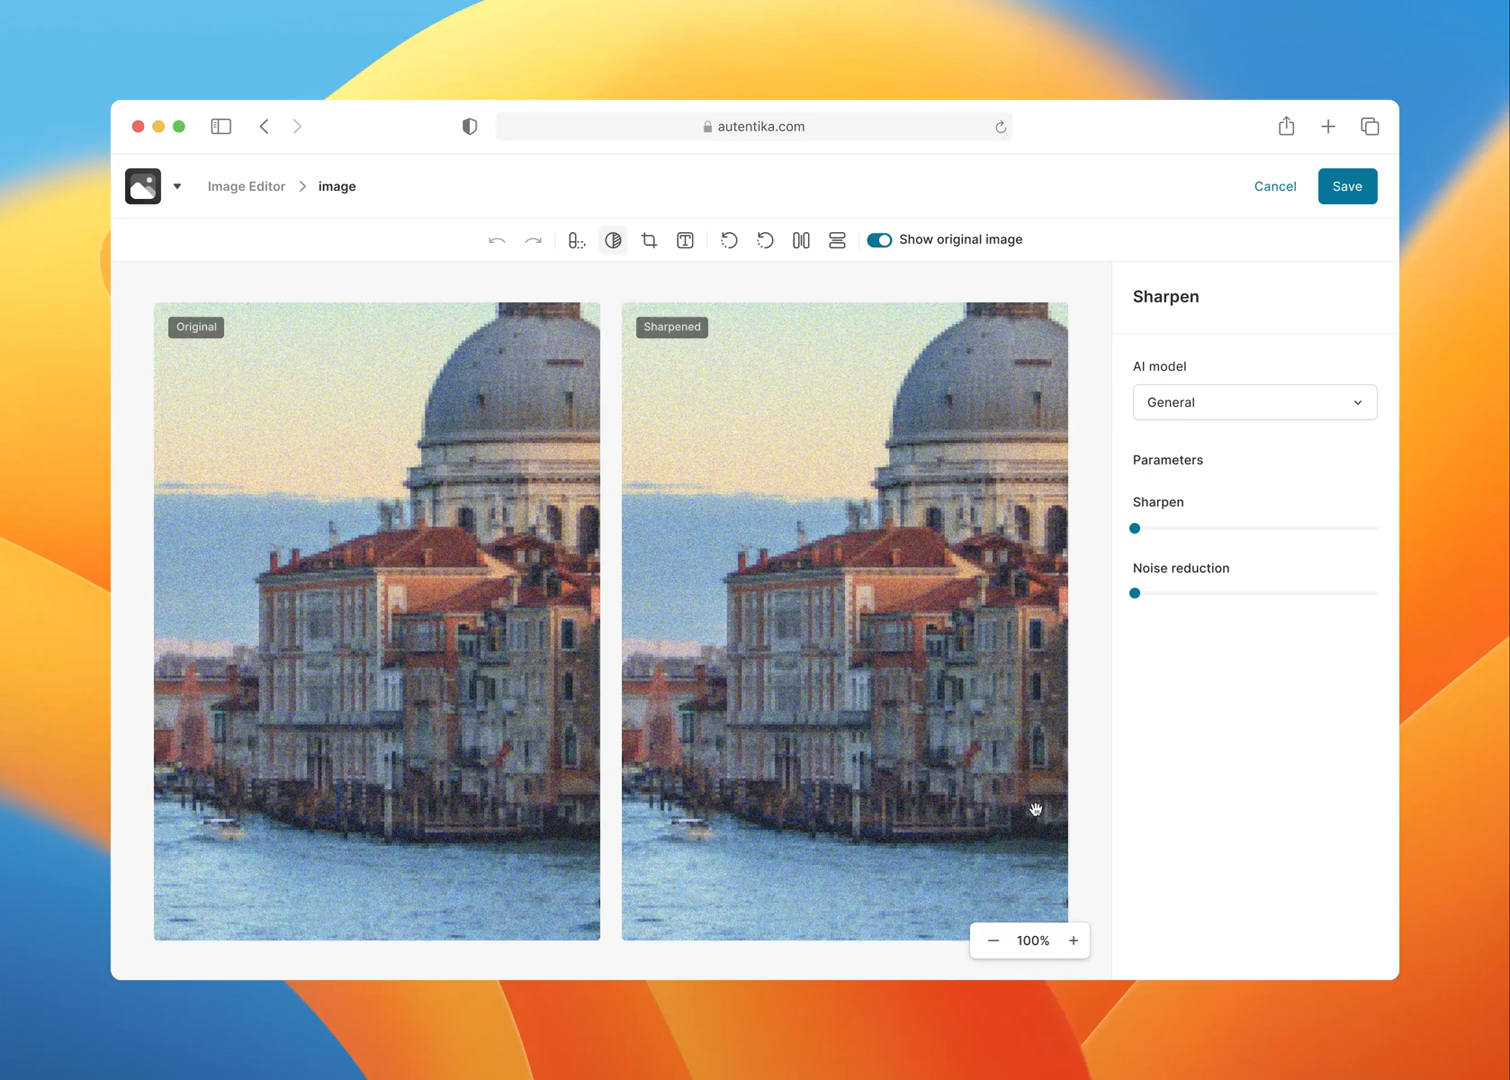 autentika.com
Image Editor
image
Cancel
Save
T
Show original image
Original
Sharpened
Sharpen
AI model
General
Parameters
Sharpen
Noise reduction
100%